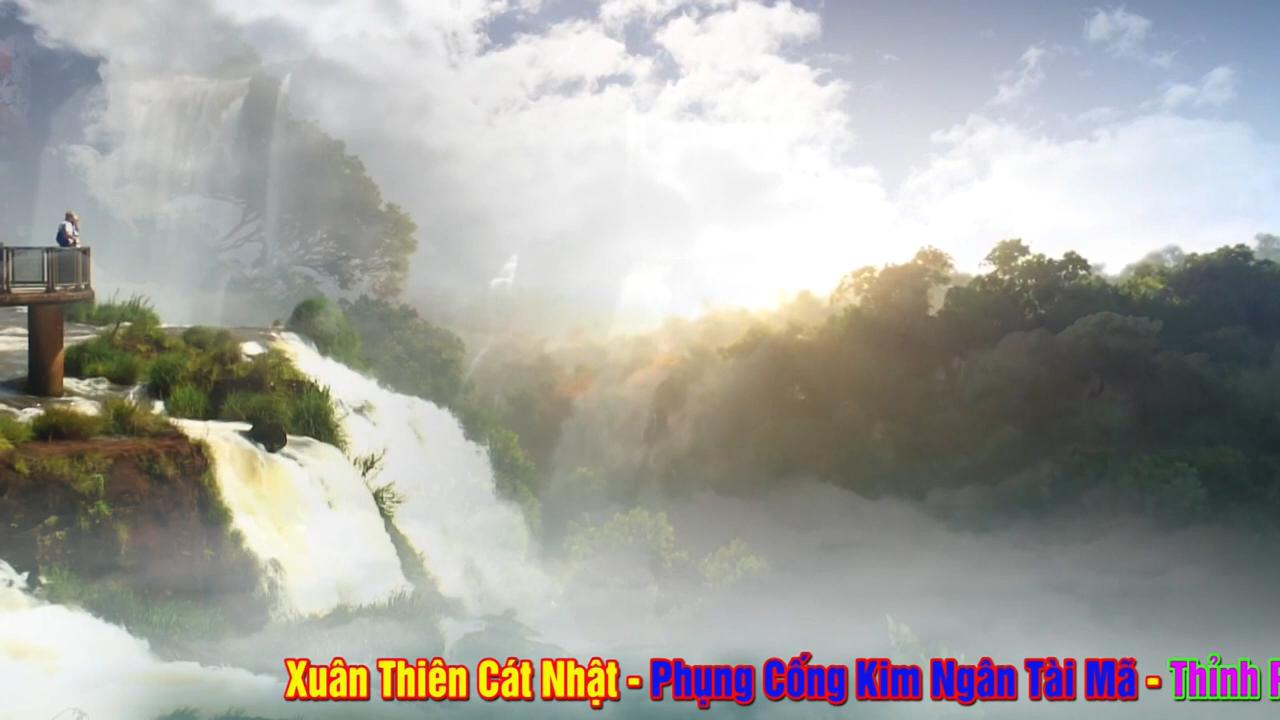 Xuân Thiên Cát Nhật - Phụng Cống Kim Ngân Tài Mã - Thỉnh